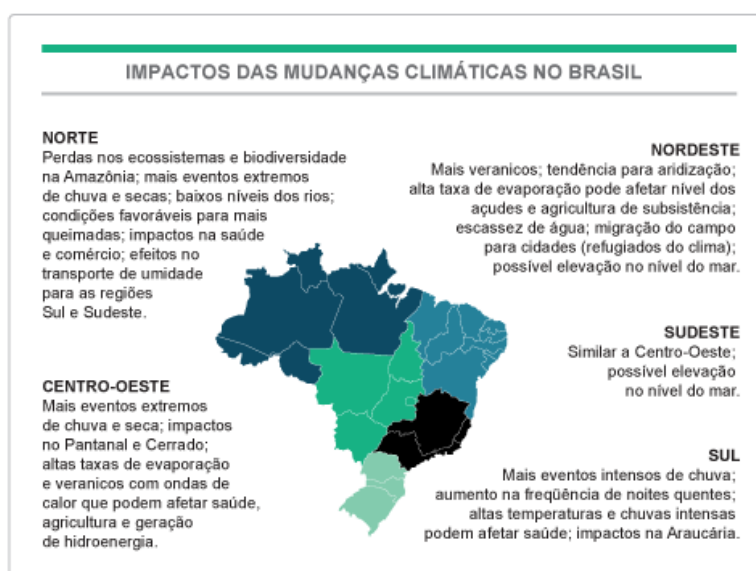 IMPACTOS DAS MUDANÇAS CLIMÁTICAS NO BRASIL
NORTE
Perdas nos ecossistemas e biodiversidade
na Amazônia; mais eventos extremos
de chuva e secas; baixos níveis dos rios;
condições favoráveis para mais
queimadas; impactos na saúde
e comércio; efeitos no
transporte de umidade
para as regiões
Sul e Sudeste.
NORDESTE
Mais veranicos; tendência para aridização;
alta taxa de evaporação pode afetar nível dos
açudes e agricultura de subsistência;
escassez de água; migração do campo
para cidades (refugiados do clima);
possível elevação no nível do mar.
CENTRO-OESTE
Mais eventos extremos
de chuva e seca; impactos
no Pantanal e Cerrado;
altas taxas de evaporação
e veranicos com ondas de
calor que podem afetar saúde,
agricultura e geração
de hidroenergia.
SUDESTE
Similar a Centro-Oeste;
possível elevação
no nível do mar.
SUL
Mais eventos intensos de chuva;
aumento na freqüência de noites quentes;
altas temperaturas e chuvas intensas
podem afetar saúde; impactos na Araucária.